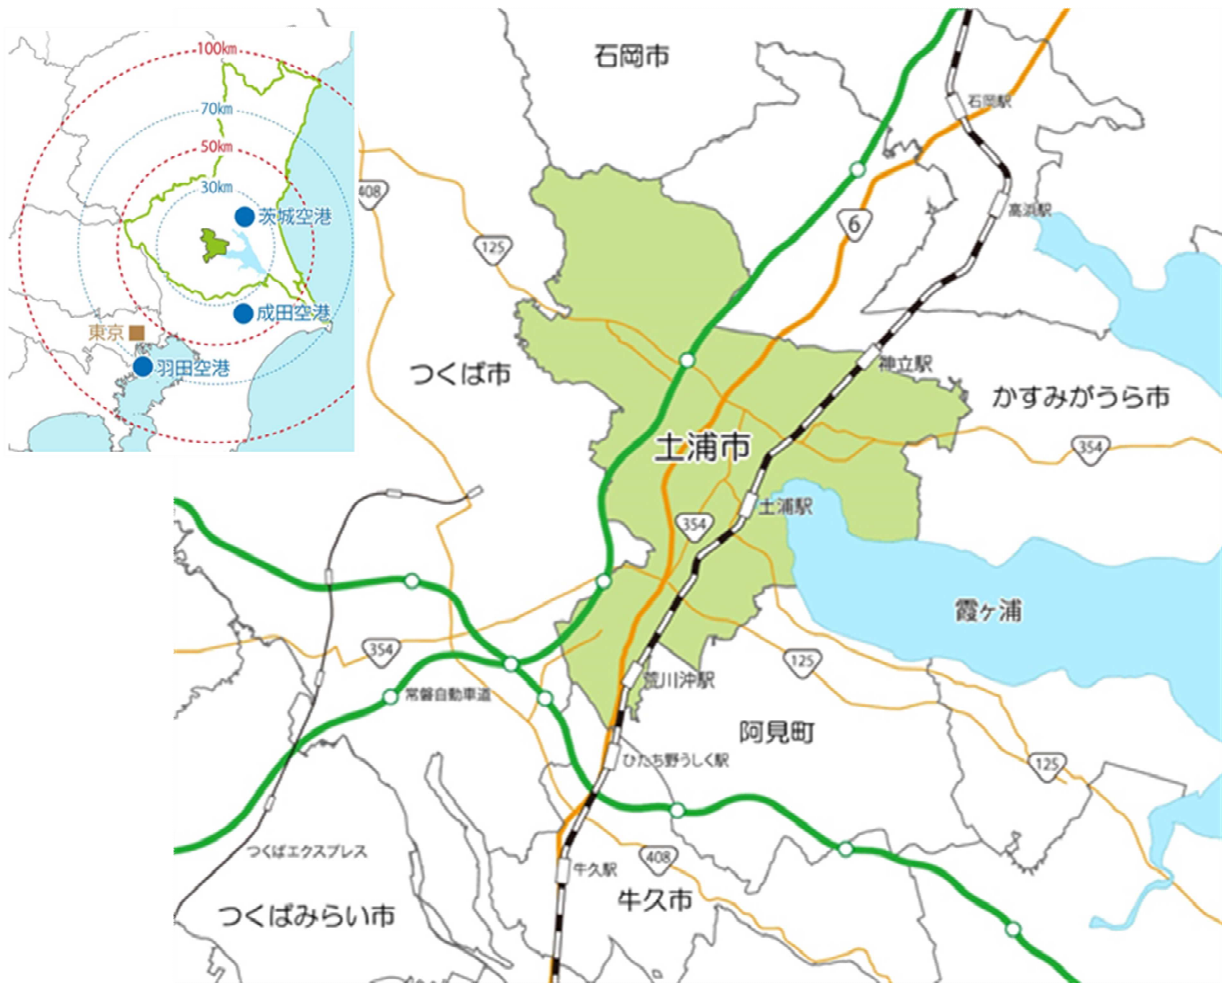 100km
70km
50km
30km
茨城空港
成田空港
東京
羽田空港
石岡市
石岡駅
408
6
高浜駅
125
つくば市
神立駅
かすみがうら市
土浦市
354
土浦駅
354
霞ヶ浦
354
125
荒川沖駅
常磐自動車道
阿見町
ひたち野うしく駅
125
つくばエクスプレス
408
牛久駅
牛久市
つくばみらい市